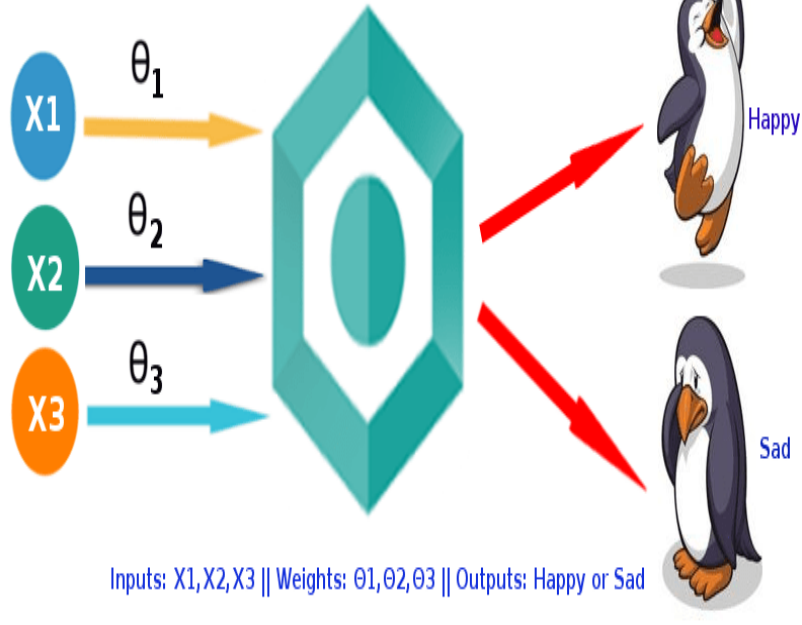 X1
θ1
Happy
X2
θ2
X3
θ3
Sad
Inputs: X1,X2,X3 || Weights: Θ1,Θ2,Θ3 || Outputs: Happy or Sad